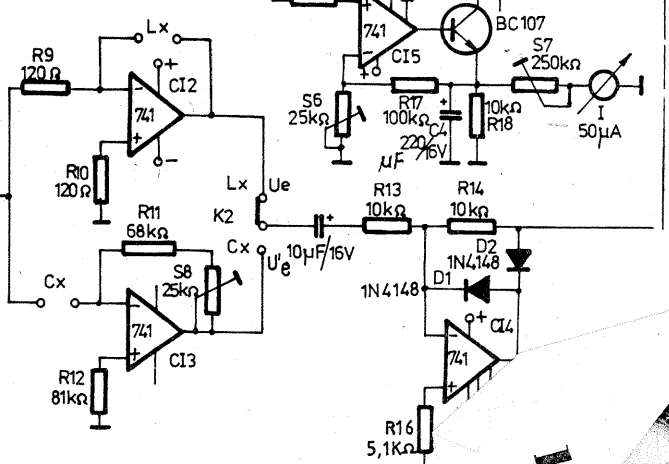 Lx
R9
120Ω
+
CI2
-
741
+
-
R10
120Ω
741
CI5
+
BC107
S7
250kΩ
S6
25kΩ
R17
100kΩ
+
C4
220/16V
µF
10kΩ
R18
I
50µA
Lx
Ue
K2
Cx
U'e
+
10µF/16V
R13
10kΩ
R14
10kΩ
R11
68kΩ
S8
25kΩ
Cx
-
741
+
CI3
R12
81kΩ
D2
1N4148
1N4148
D1
+
CI4
-
741
+
R16
5,1KΩ